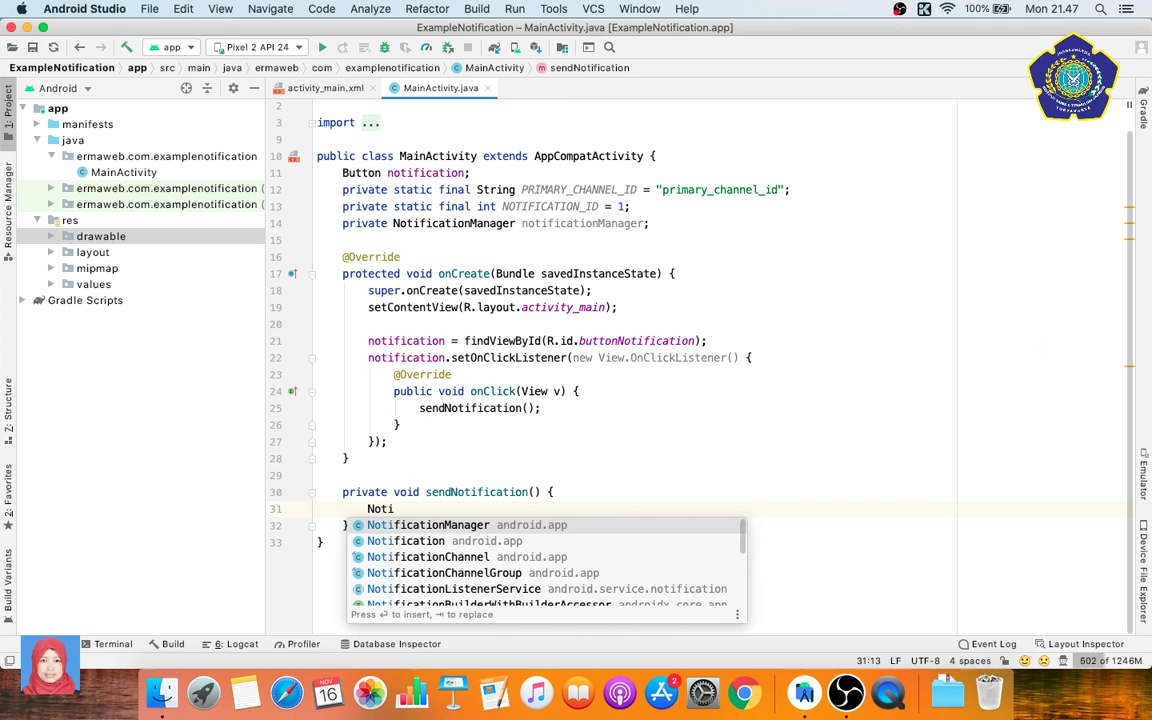 Android Studio File Edit View Navigate Code Analyze Refactor Build Run Tools VCS Window Help 100% Mon 21.47
ExampleNotification – MainActivity.java [ExampleNotification.app]
app Pixel 2 API 24
ExampleNotification app src main java ermaweb com examplenotification MainActivity sendNotification
Android activity_main.xml MainActivity.java
1: Project
Resource Manager
Z: Structure
2: Favorites
Build Variants
app
manifests
java
ermaweb.com.examplenotification
MainActivity
ermaweb.com.examplenotification (
ermaweb.com.examplenotification (
res
drawable
layout
mipmap
values
Gradle Scripts
2
3 import ...
9
10 public class MainActivity extends AppCompatActivity {
11 Button notification;
12 private static final String PRIMARY_CHANNEL_ID = "primary_channel_id";
13 private static final int NOTIFICATION_ID = 1;
14 private NotificationManager notificationManager;
15
16 @Override
17 protected void onCreate(Bundle savedInstanceState) {
18 super.onCreate(savedInstanceState);
19 setContentView(R.layout.activity_main);
20
21 notification = findViewById(R.id.buttonNotification);
22 notification.setOnClickListener(new View.OnClickListener() {
23 @Override
24 public void onClick(View v) {
25 sendNotification();
26 }
27 });
28 }
29
30 private void sendNotification() {
31 Noti
32 }
33 }
NotificationManager android.app
Notification android.app
NotificationChannel android.app
NotificationChannelGroup android.app
NotificationListenerService android.service.notification
NotificationBuilderWithBuilderAccessor androidx.core.app
Press ↩ to insert, ⇥ to replace
Gradle
Emulator
Device File Explorer
Terminal Build 6: Logcat Profiler Database Inspector Event Log Layout Inspector
31:13 LF UTF-8 4 spaces 502 of 1246M
NOV
16
2